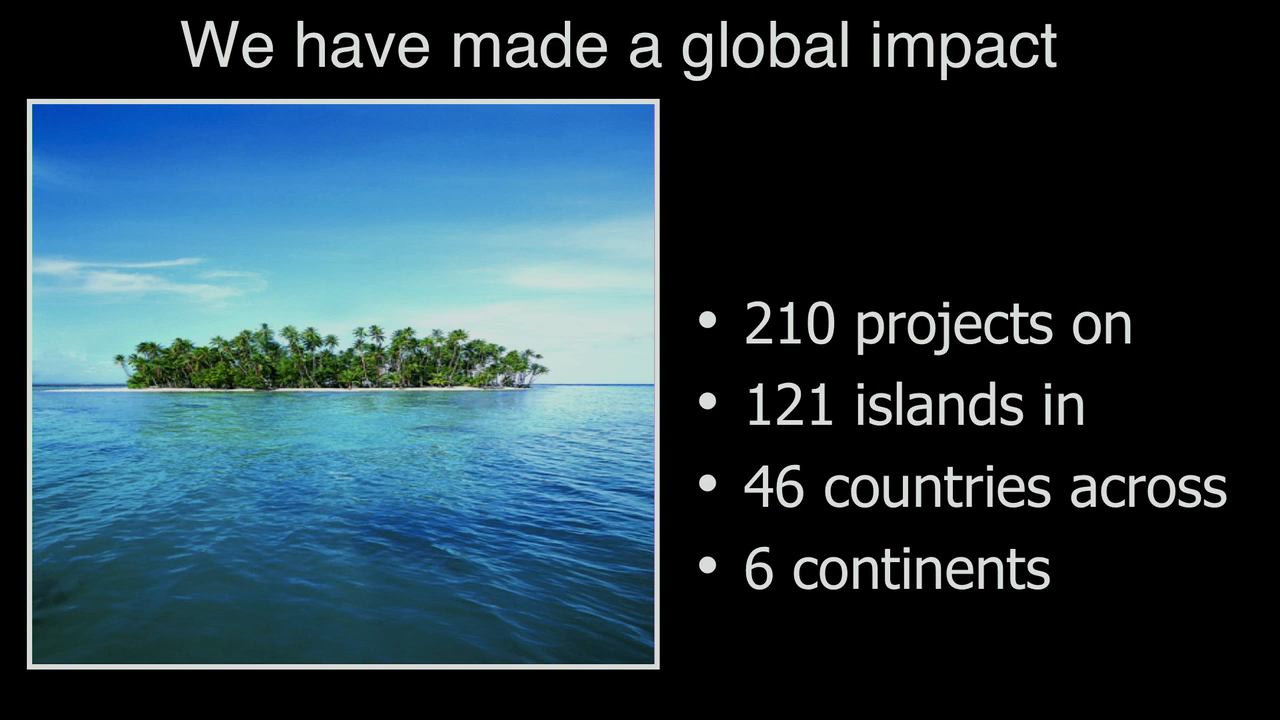 We have made a global impact
• 210 projects on
• 121 islands in
• 46 countries across
• 6 continents